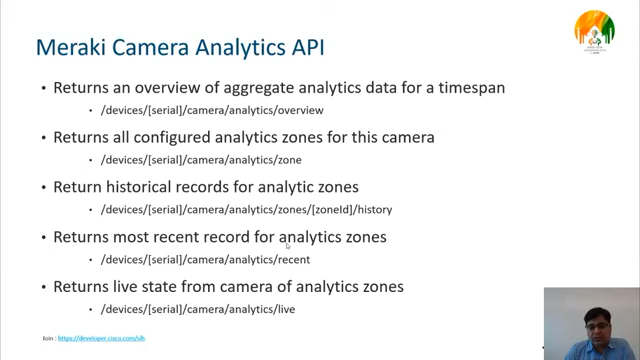 Meraki Camera Analytics API
• Returns an overview of aggregate analytics data for a timespan
• /devices/[serial]/camera/analytics/overview
• Returns all configured analytics zones for this camera
• /devices/[serial]/camera/analytics/zone
• Return historical records for analytic zones
• /devices/[serial]/camera/analytics/zones/[zoneId]/history
• Returns most recent record for analytics zones
• /devices/[serial]/camera/analytics/recent
• Returns live state from camera of analytics zones
• /devices/[serial]/camera/analytics/live
Join : https://developer.cisco.com/sih